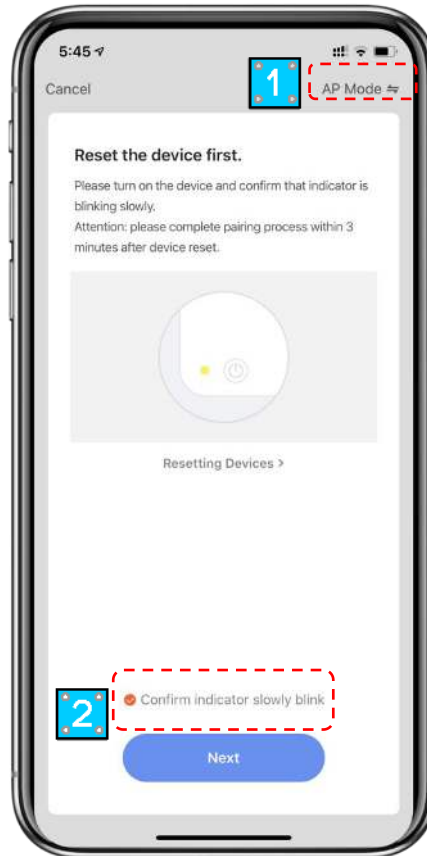 5:45
1
Cancel
AP Mode ⇋
Reset the device first.
Please turn on the device and confirm that indicator is
blinking slowly.
Attention: please complete pairing process within 3
minutes after device reset.
Resetting Devices >
2
Confirm indicator slowly blink
Next